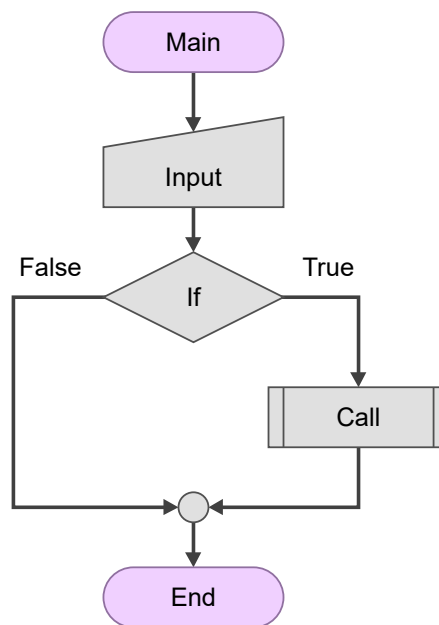 Main
Input
False
True
If
Call
End